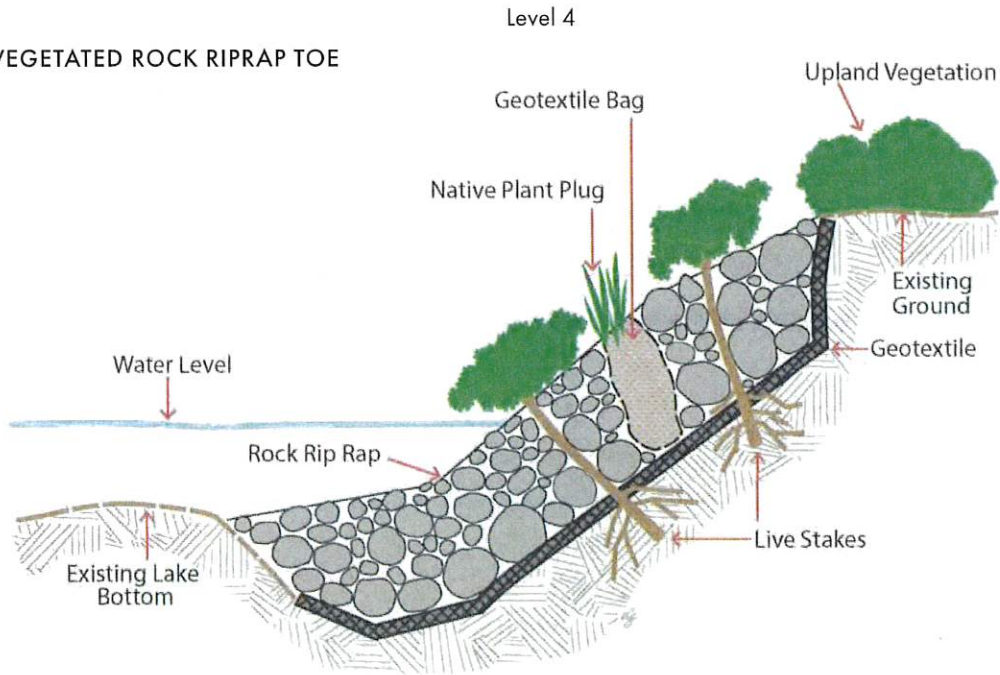 Level 4
VEGETATED ROCK RIPRAP TOE
Upland Vegetation
Geotextile Bag
Native Plant Plug
Existing
Ground
Geotextile
Water Level
Rock Rip Rap
Live Stakes
Existing Lake
Bottom